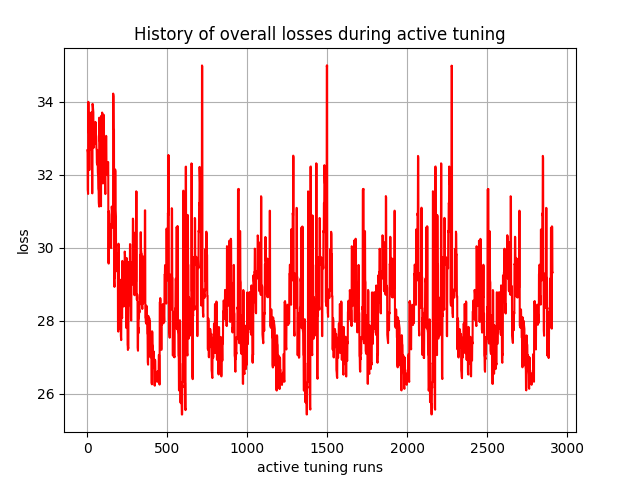 History of overall losses during active tuning
34
32
30
28
26
loss
0 500 1000 1500 2000 2500 3000
active tuning runs